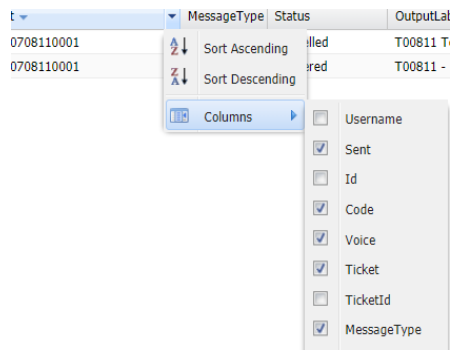 t MessageType Status OutputLab
0708110001 elled T00811 T
0708110001 ered T00811 -
Sort Ascending
Sort Descending
Columns
Username
Sent
Id
Code
Voice
Ticket
TicketId
MessageType